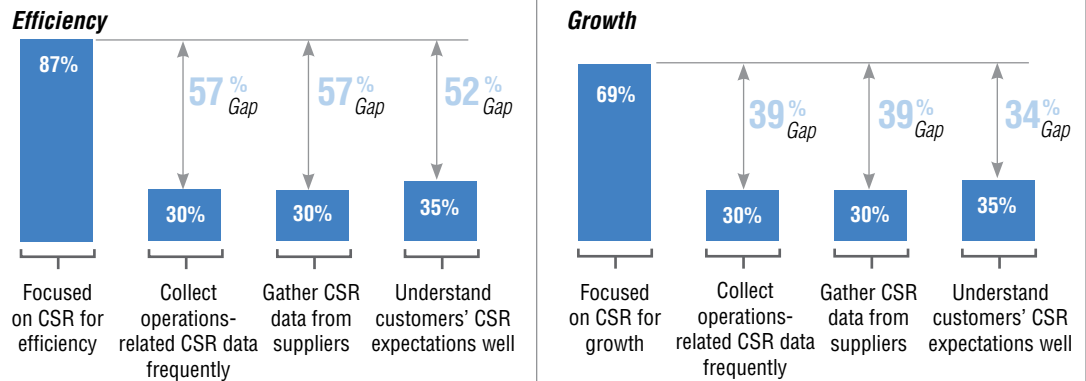 Efficiency
87%
57% Gap
57% Gap
52% Gap
30%
30%
35%
Focused
on CSR for
efficiency
Collect
operations-
related CSR data
frequently
Gather CSR
data from
suppliers
Understand
customers’ CSR
expectations well
Growth
69%
39% Gap
39% Gap
34% Gap
30%
30%
35%
Focused
on CSR for
growth
Collect
operations-
related CSR data
frequently
Gather CSR
data from
suppliers
Understand
customers’ CSR
expectations well